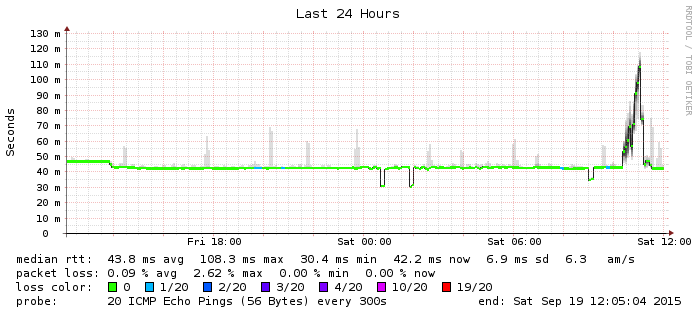 Last 24 Hours
RRDTOOL / TOBI OETIKER
Seconds
130 m
120 m
110 m
100 m
90 m
80 m
70 m
60 m
50 m
40 m
30 m
20 m
10 m
0 m
Fri 18:00 Sat 00:00 Sat 06:00 Sat 12:00
median rtt: 43.8 ms avg 108.3 ms max 30.4 ms min 42.2 ms now 6.9 ms sd 6.3 am/s
packet loss: 0.09 % avg 2.62 % max 0.00 % min 0.00 % now
loss color: 0 1/20 2/20 3/20 4/20 10/20 19/20
probe: 20 ICMP Echo Pings (56 Bytes) every 300s end: Sat Sep 19 12:05:04 2015